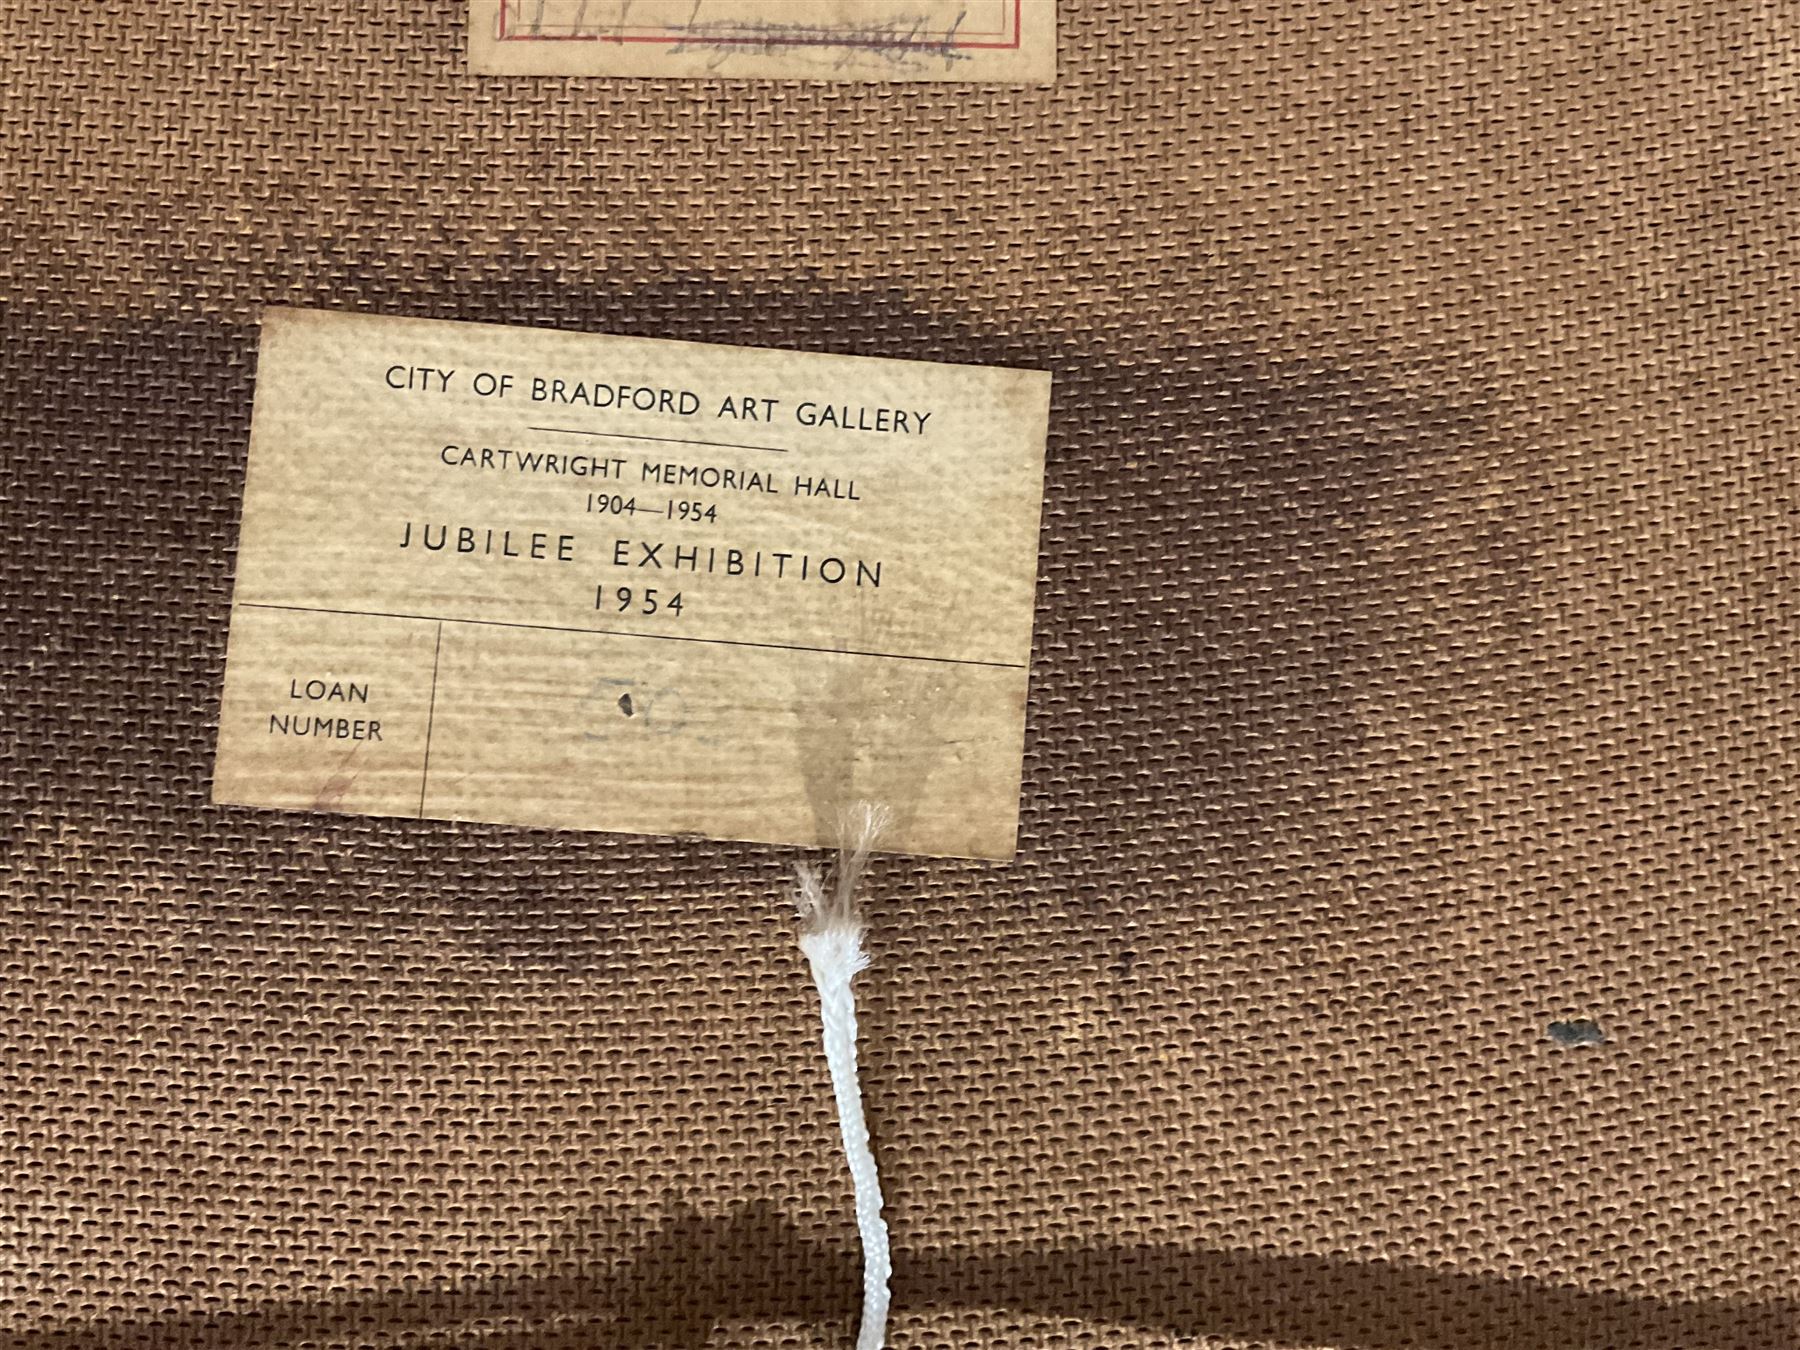 CITY OF BRADFORD ART GALLERY
CARTWRIGHT MEMORIAL HALL
1904—1954
JUBILEE EXHIBITION
1954
LOAN
NUMBER